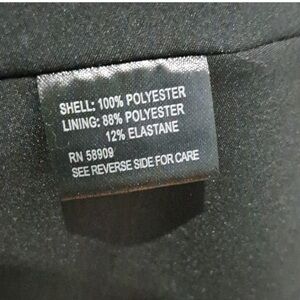 SHELL: 100% POLYESTER
LINING: 88% POLYESTER
12% ELASTANE
RN 58909
SEE REVERSE SIDE FOR CARE